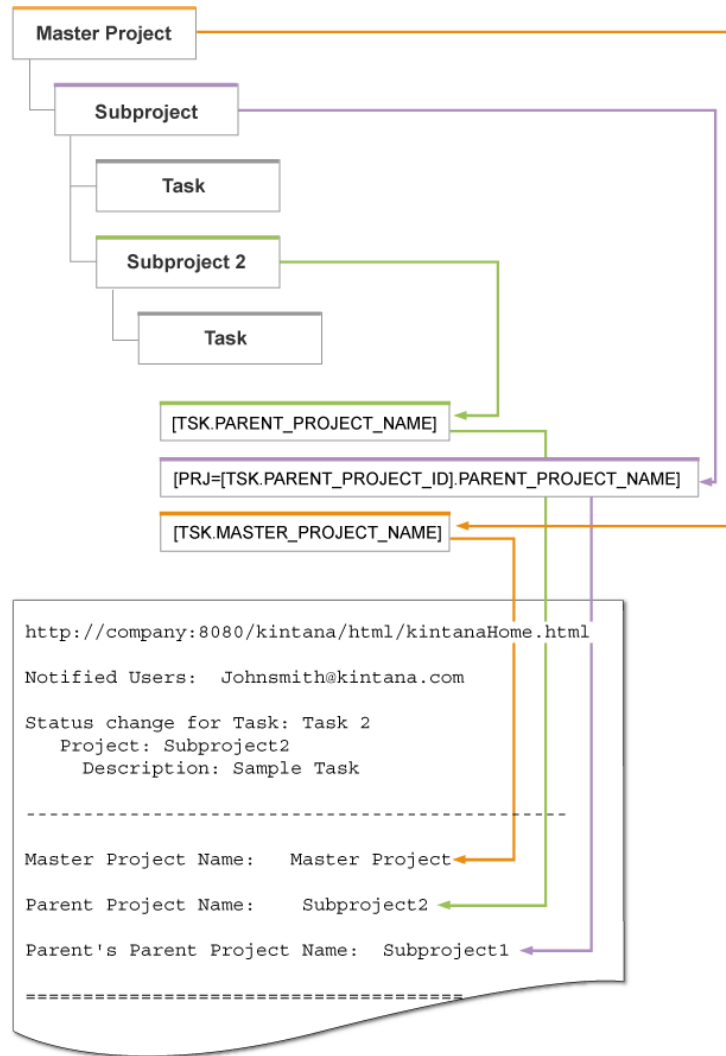 Master Project
Subproject
Task
Subproject 2
Task
[TSK.PARENT_PROJECT_NAME]
[PRJ=[TSK.PARENT_PROJECT_ID].PARENT_PROJECT_NAME]
[TSK.MASTER_PROJECT_NAME]
http://company:8080/kintana/html/kintanaHome.html
Notified Users:  Johnsmith@kintana.com
Status change for Task: Task 2
Project: Subproject2
Description: Sample Task
-----------------------------------------------
Master Project Name:   Master Project
Parent Project Name:    Subproject2
Parent's Parent Project Name:  Subproject1
======================================